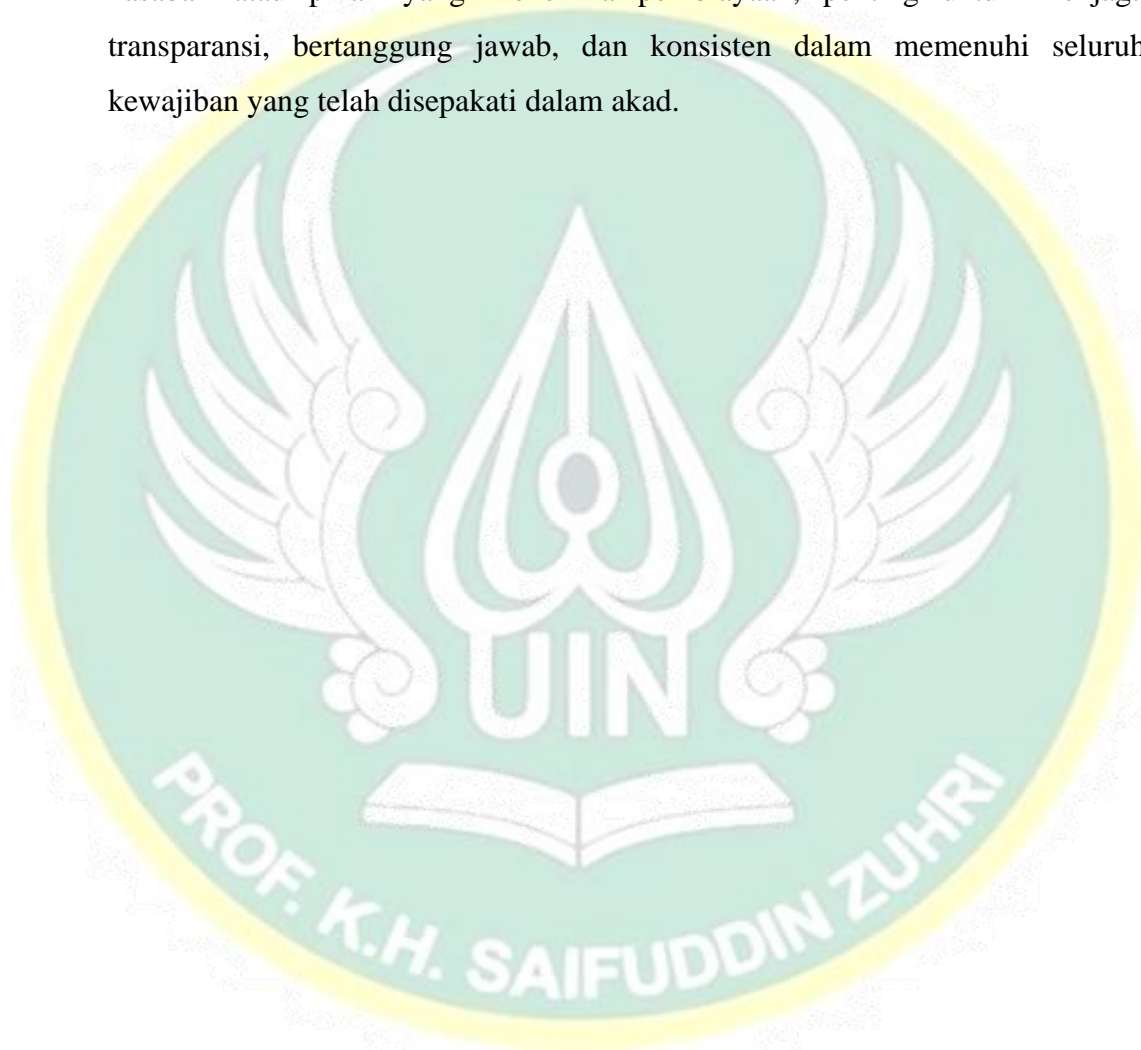 transparansi, bertanggung jawab, dan konsisten dalam memenuhi seluruh
kewajiban yang telah disepakati dalam akad.
UIN
PROF. K.H. SAIFUDDIN ZUHRI